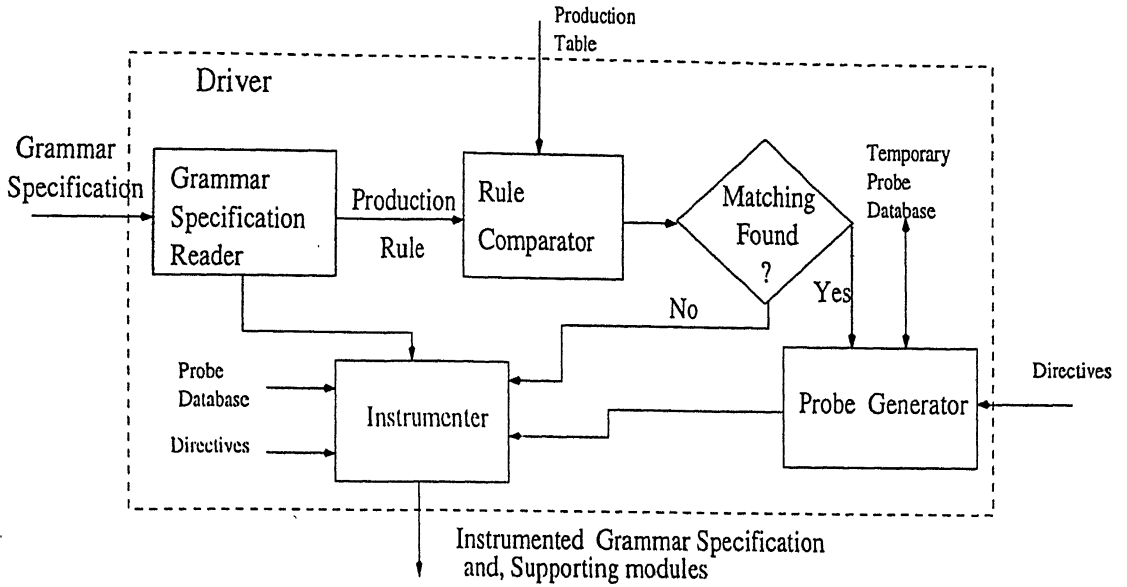 Production
Table
Driver
Grammar
Specification
Grammar
Specification
Reader
Production
Rule
Rule
Comparator
Matching
Found
?
Temporary
Probe
Database
Yes
No
Probe
Database
Directives
Instrumenter
Probe Generator
Directives
Instrumented Grammar Specification
and, Supporting modules